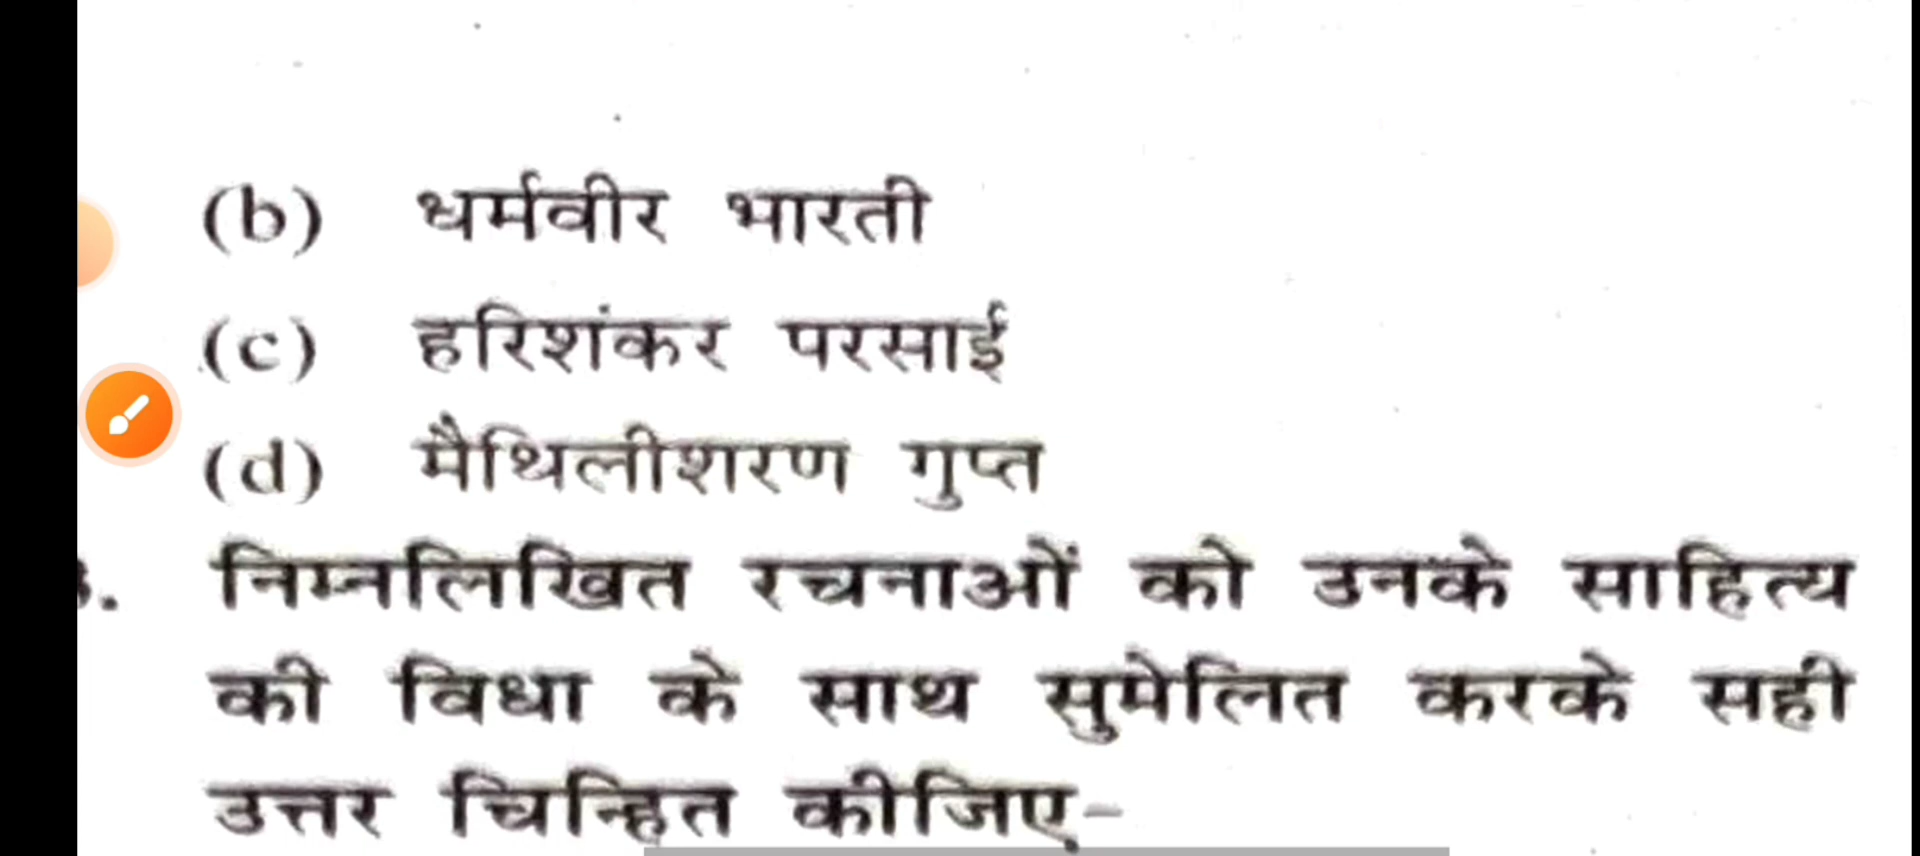 (b) धर्मवीर भारती
(c) हरिशंकर परसाई
(d) मैथिलीशरण गुप्त
निम्नलिखित रचनाओं को उनके साहित्य
की विधा के साथ सुमेलित करके सही
उत्तर चिन्हित कीजिए-